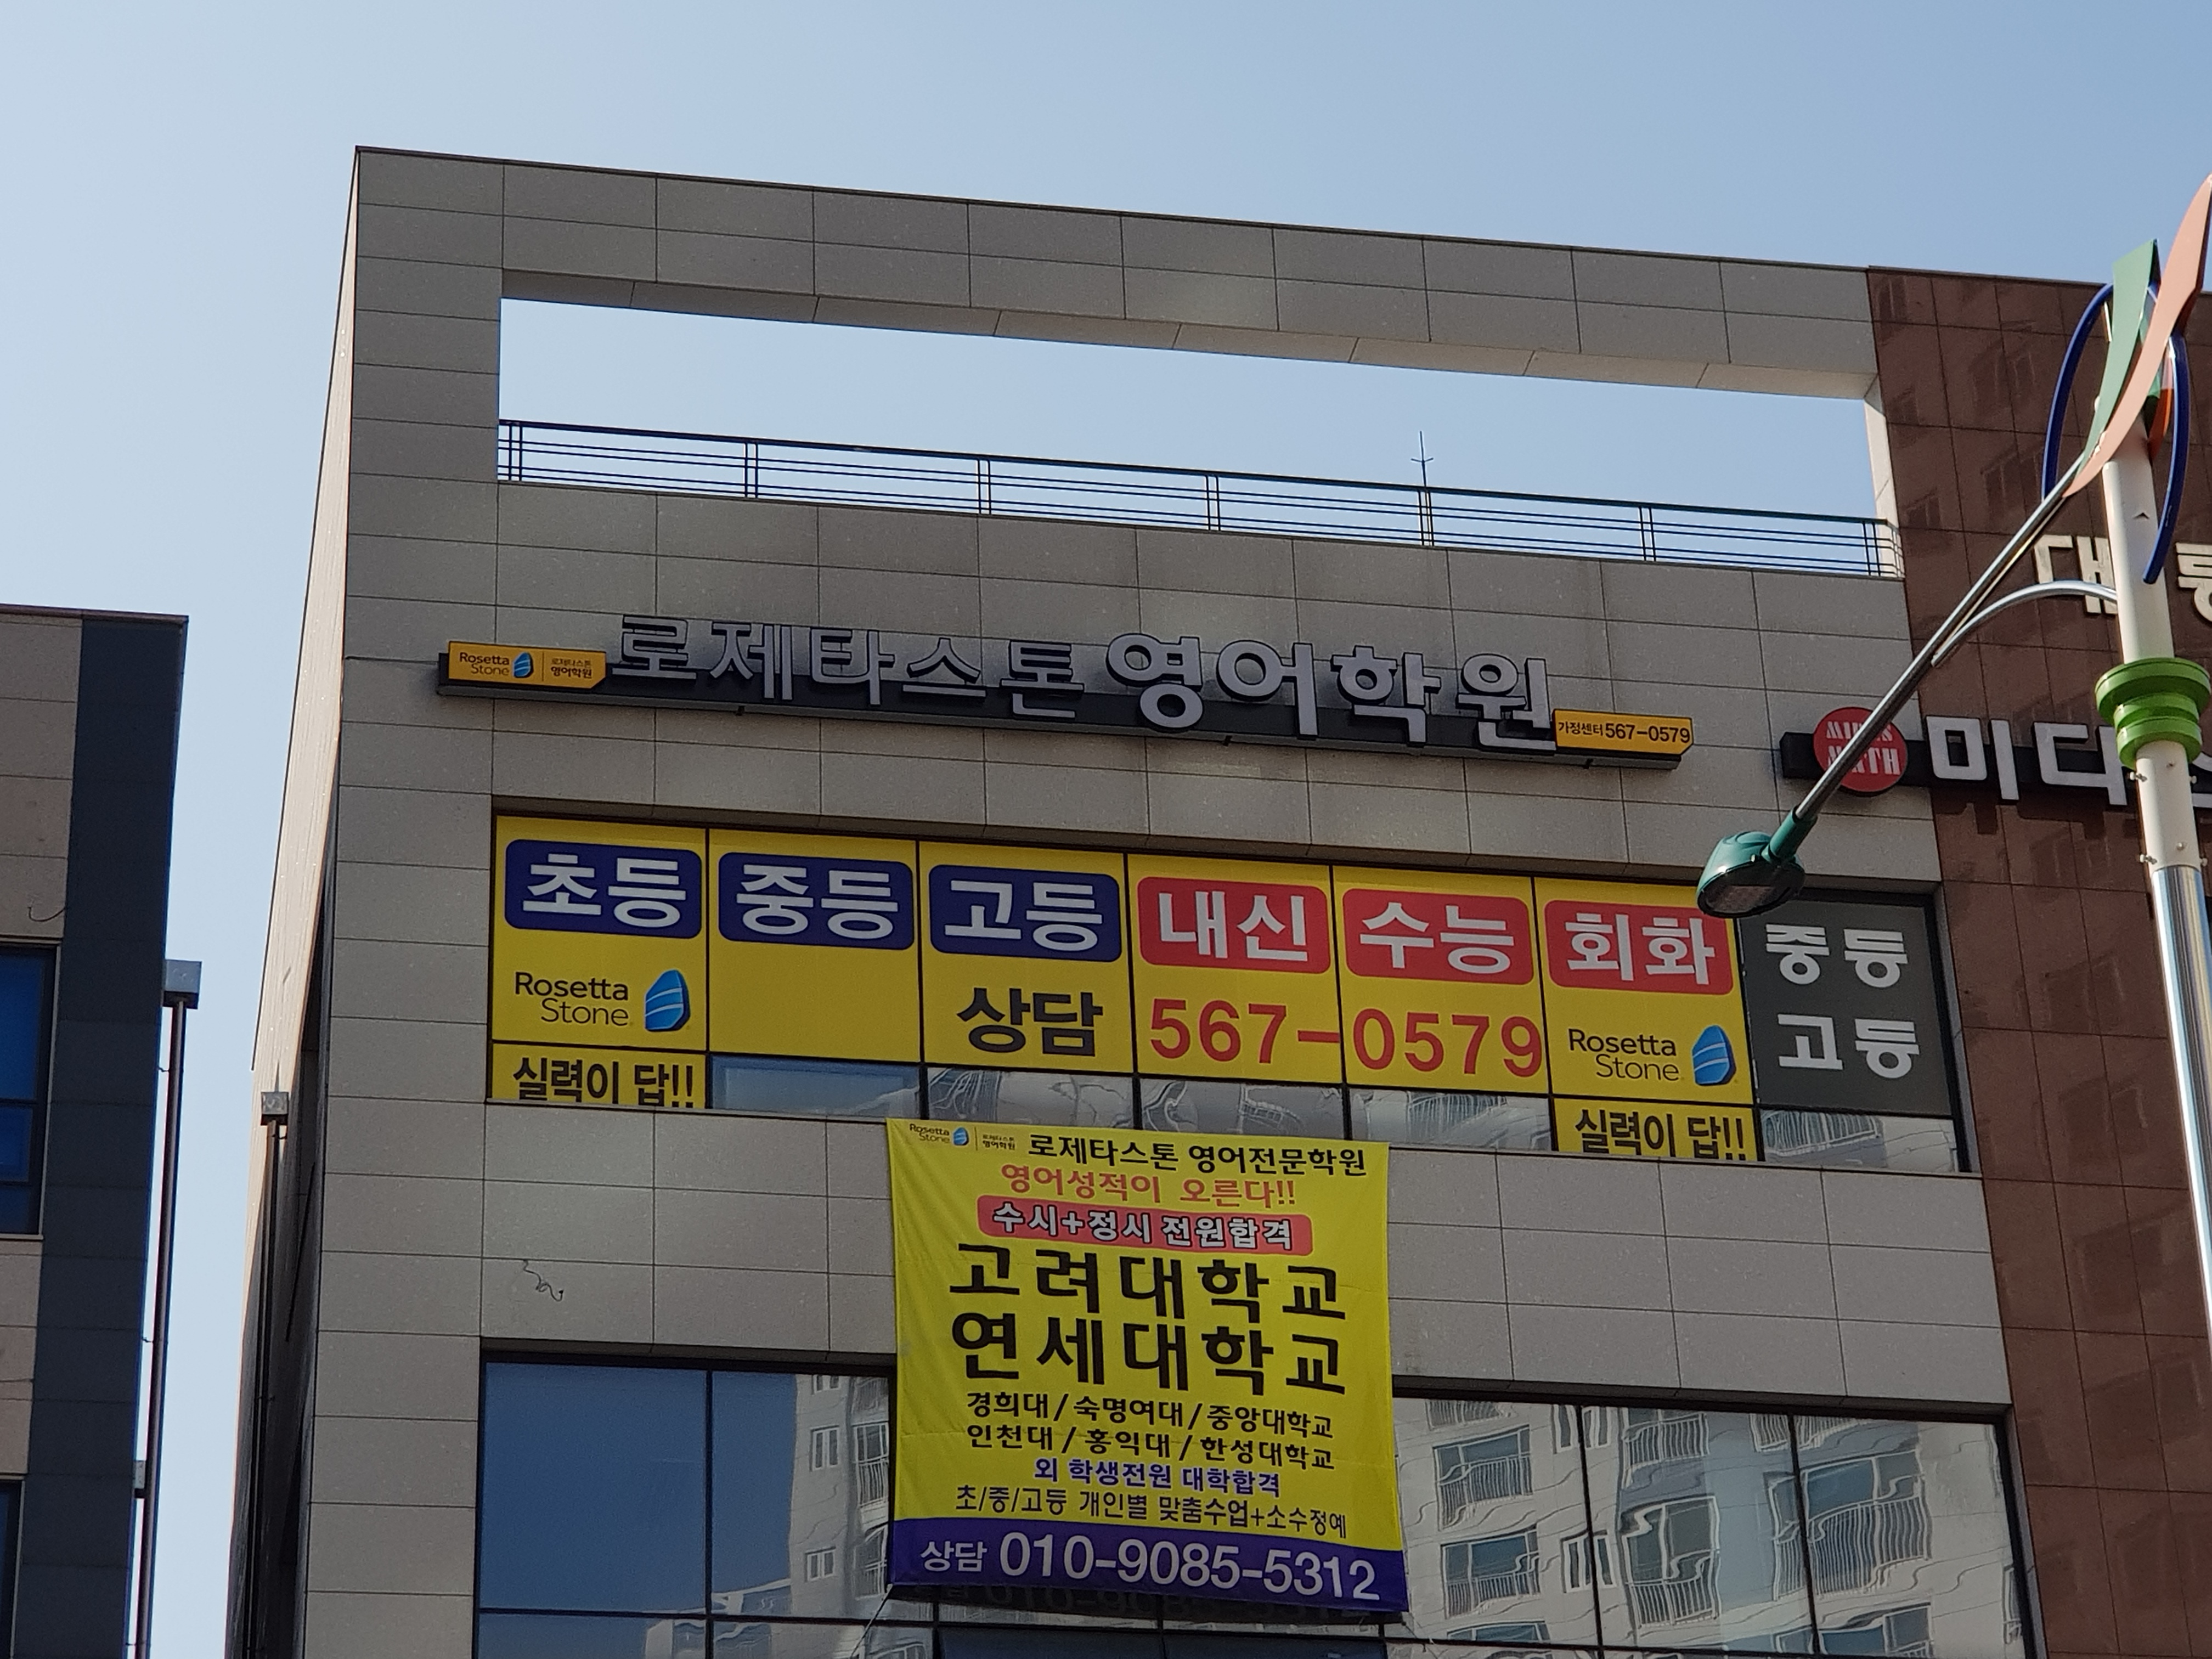 대
Rosetta
Stone
로제타스톤
영어학원
로제타스톤 영어학원
가정센터 567-0579
MATH
미디
초등 중등 고등 내신 수능 회화
중등
고등
Rosetta
Stone
상담 567-0579
Rosetta
Stone
실력이 답!!
실력이 답!!
Rosetta
Stone
로제타스톤
영어학원
로제타스톤 영어전문학원
영어성적이 오른다!!
수시+정시 전원합격
고려대학교
연세대학교
경희대/숙명여대/중앙대학교
인천대/홍익대/한성대학교
외 학생전원 대학합격
초/중/고등 개인별 맞춤수업+소수정예
상담 010-9085-5312